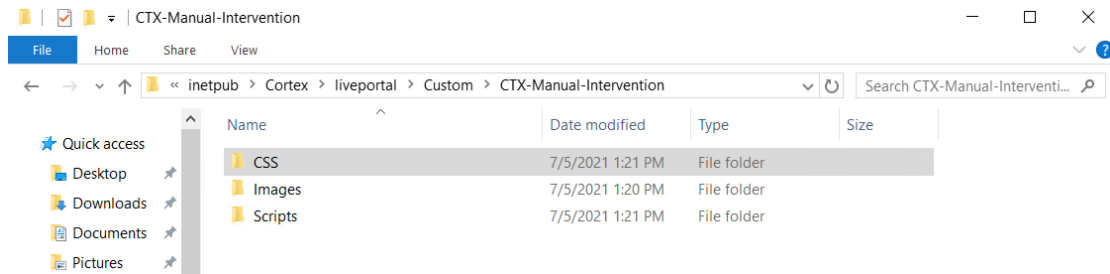 CTX-Manual-Intervention
File Home Share View
« inetpub > Cortex > liveportal > Custom > CTX-Manual-Intervention
Search CTX-Manual-Interventi...
Name Date modified Type Size
Quick access
Desktop
Downloads
Documents
Pictures
CSS 7/5/2021 1:21 PM File folder
Images 7/5/2021 1:20 PM File folder
Scripts 7/5/2021 1:21 PM File folder